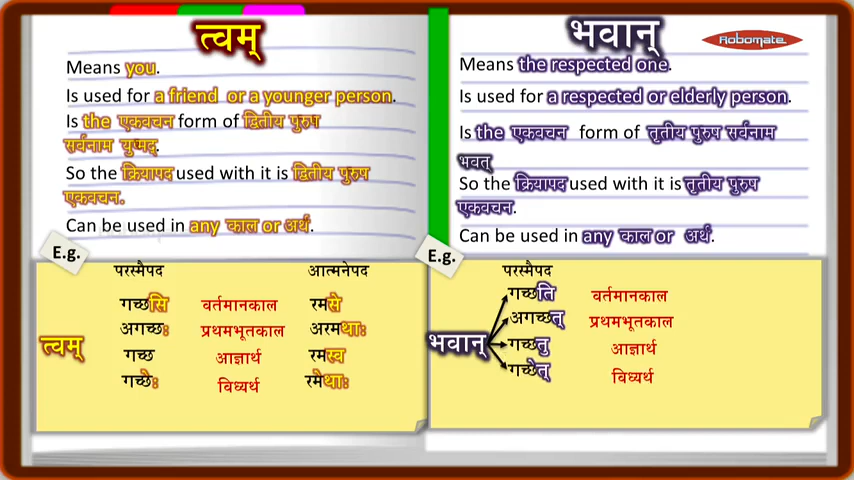 त्वम्
Means you.
Is used for a friend or a younger person.
Is the एकवचन form of द्वितीय पुरुष
सर्वनाम युष्मद्.
So the क्रियापद used with it is द्वितीय पुरुष
एकवचन.
Can be used in any काल or अर्थ.
E.g.
परस्मैपद आत्मनेपद
गच्छसि वर्तमानकाल रमसे
अगच्छः प्रथमभूतकाल अरमथाः
त्वम्
गच्छ आज्ञार्थ रमस्व
गच्छेः विध्यर्थ रमेथाः
भवान्
Robomate
Means the respected one.
Is used for a respected or elderly person.
Is the एकवचन form of तृतीय पुरुष सर्वनाम
भवत्
So the क्रियापद used with it is तृतीय पुरुष
एकवचन.
Can be used in any काल or अर्थ.
E.g.
परस्मैपद
गच्छति वर्तमानकाल
अगच्छत् प्रथमभूतकाल
भवान्
गच्छतु आज्ञार्थ
गच्छेत् विध्यर्थ